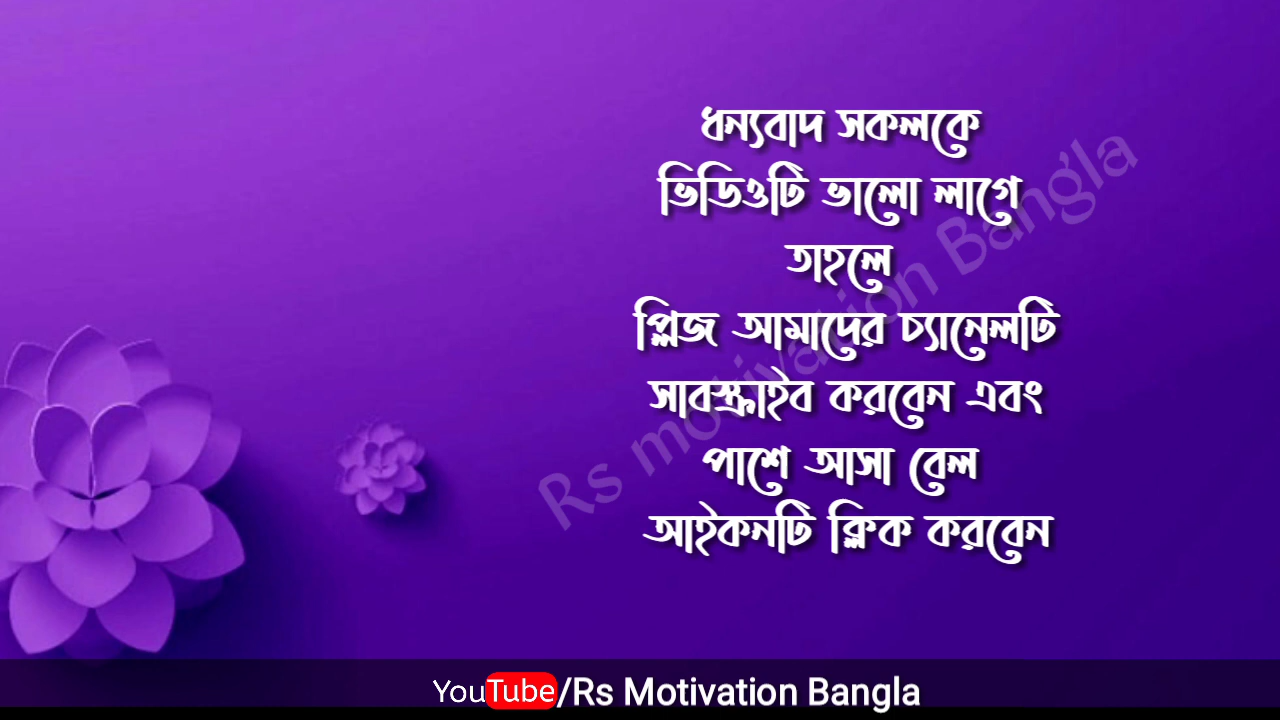 ধন্যবাদ সকলকে
ভিডিওটি ভালো লাগে
তাহলে
প্লিজ আমাদের চ্যানেলটি
সাবস্ক্রাইব করবেন এবং
পাশে আসা বেল
আইকনটি ক্লিক করবেন
Rs motivation Bangla
YouTube/Rs Motivation Bangla